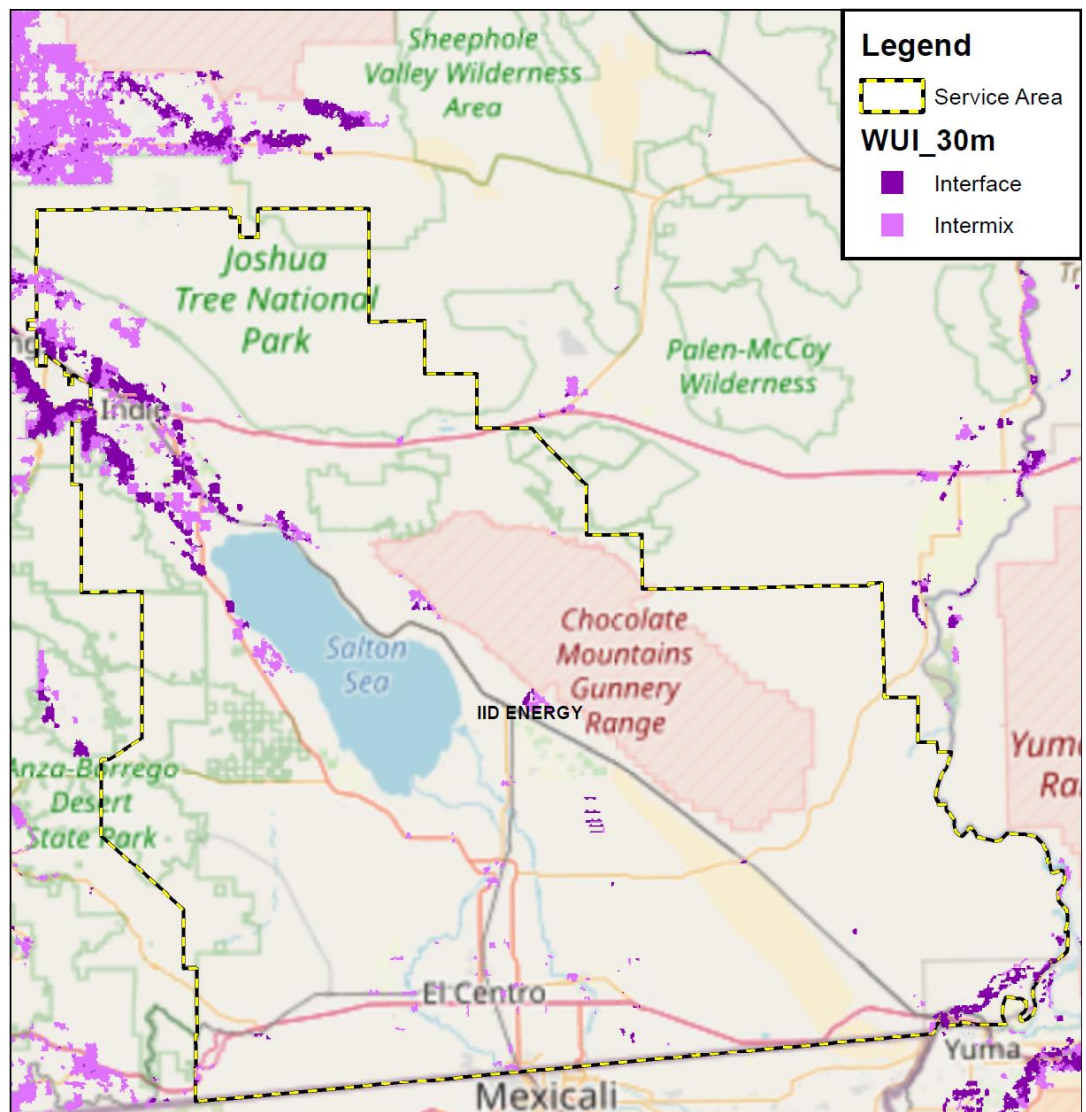 Legend
Service Area
WUI_30m
Interface
Intermix
Sheephole
Valley Wilderness
Area
Joshua
Tree National
Park
Palen-McCoy
Wilderness
Indio
Salton
Sea
Chocolate
Mountains
Gunnery
Range
IID ENERGY
Anza-Borrego
Desert
State Park
El Centro
Yuma
Mexicali